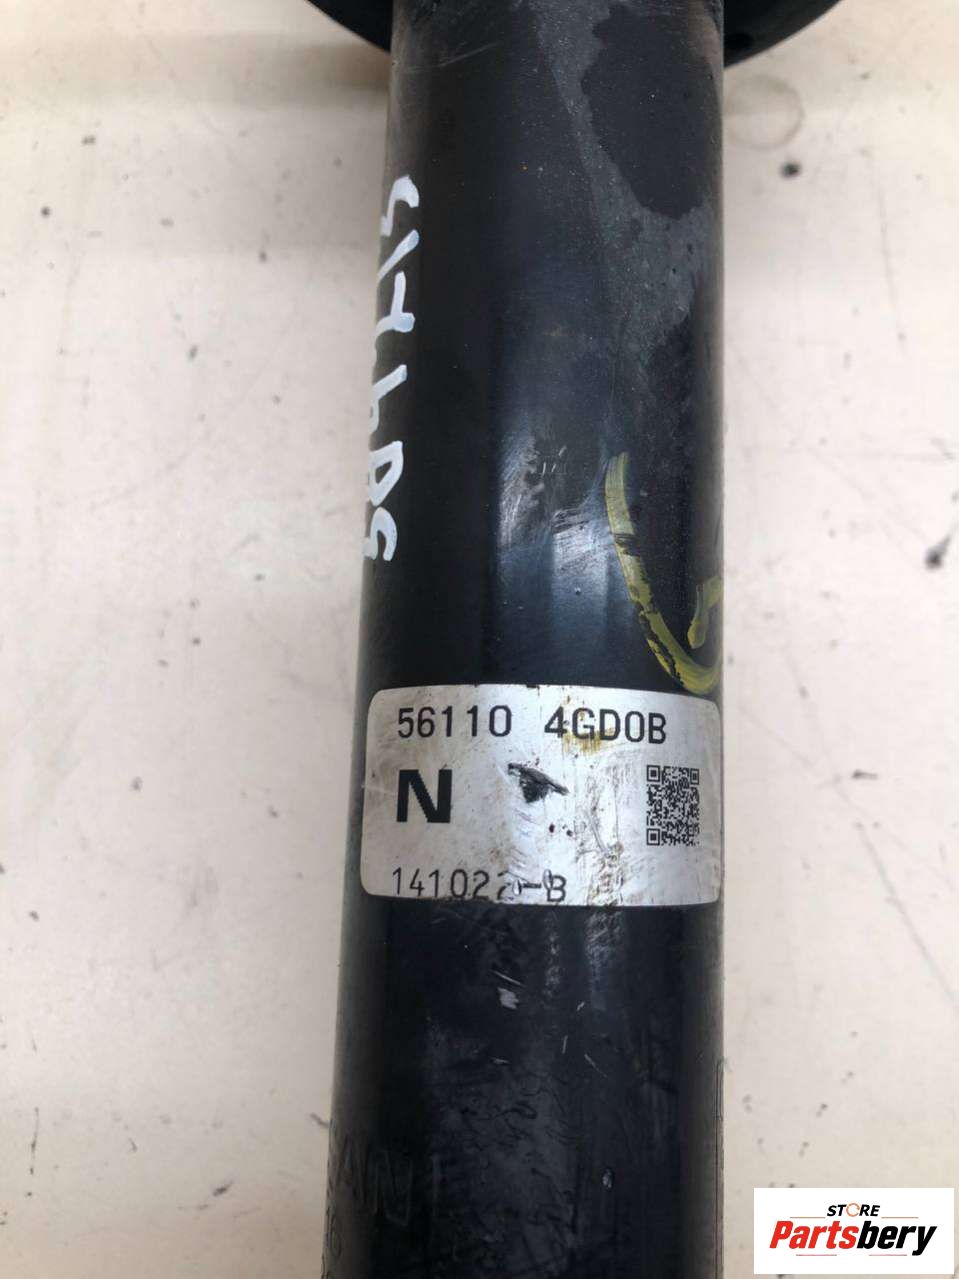 56110 4GD0B
N
141022-B
STORE
Partsbery